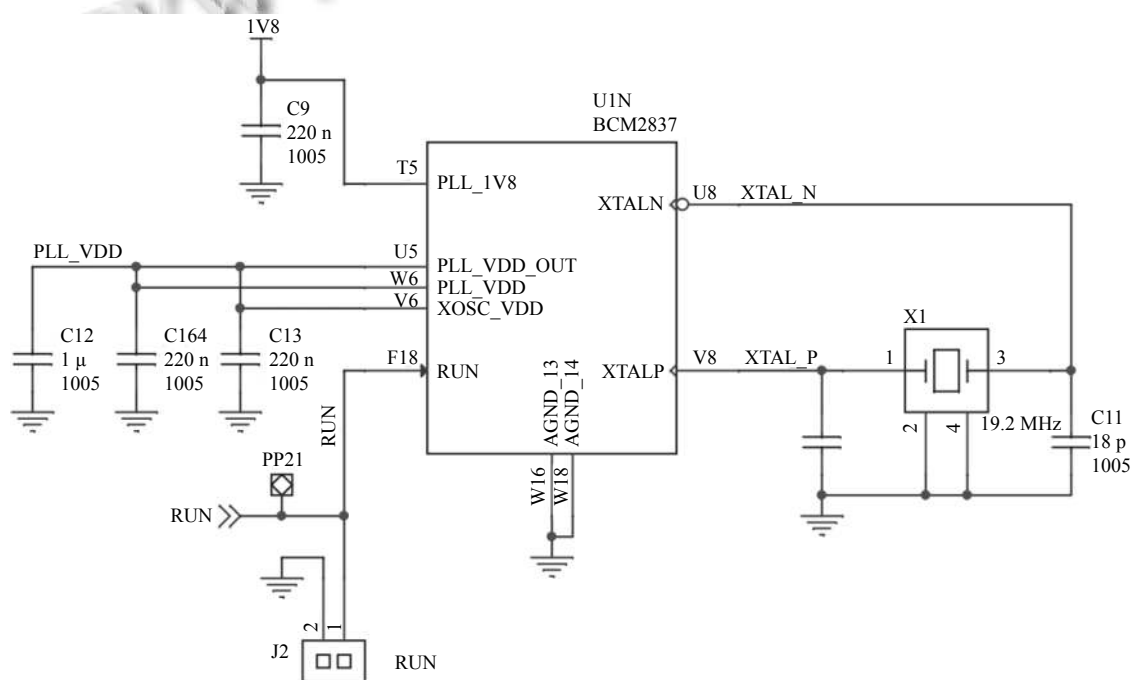 1V8
C9
220 n
1005
U1N
BCM2837
T5
PLL_1V8
XTALN
U8
XTAL_N
PLL_VDD
U5
PLL_VDD_OUT
W6
PLL_VDD
V6
XOSC_VDD
C12
1 µ
1005
C164
220 n
1005
C13
220 n
1005
F18
RUN
RUN
XTALP
V8
XTAL_P
X1
1
3
2
4
19.2 MHz
C11
18 p
1005
AGND_13
AGND_14
W16
W18
PP21
RUN
2
1
J2
RUN